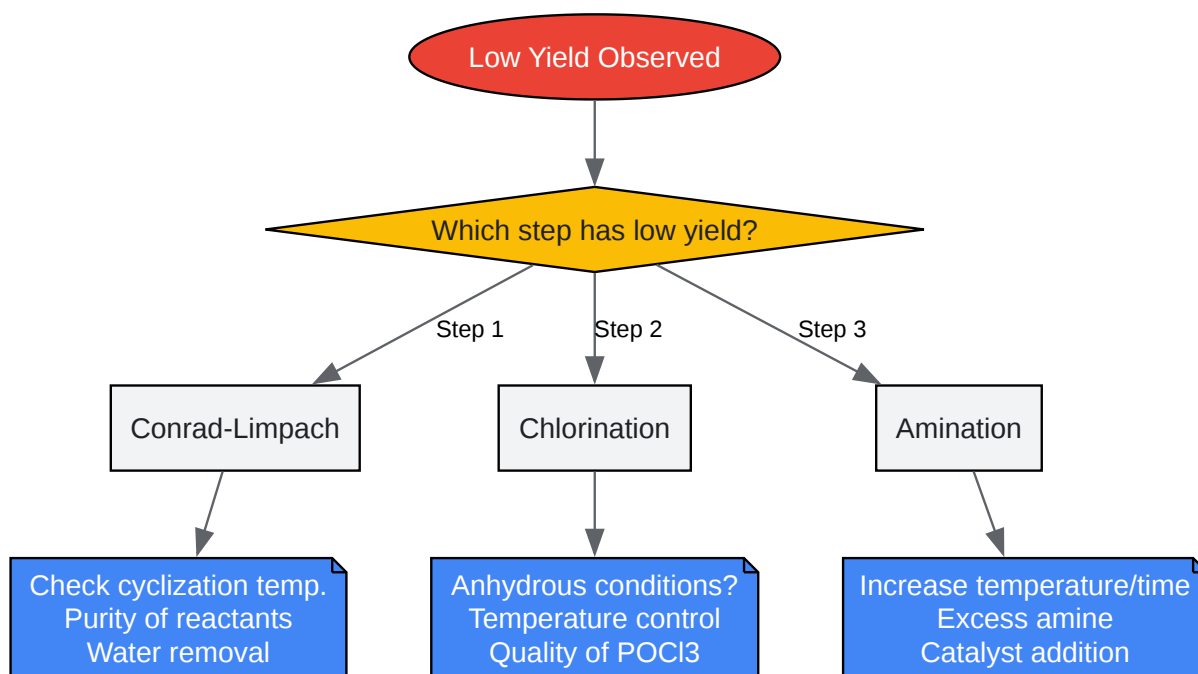 Low Yield Observed
Which step has low yield?
Step 1
Step 2
Step 3
Conrad-Limpach
Chlorination
Amination
Check cyclization temp.
Purity of reactants
Water removal
Anhydrous conditions?
Temperature control
Quality of POCl3
Increase temperature/time
Excess amine
Catalyst addition